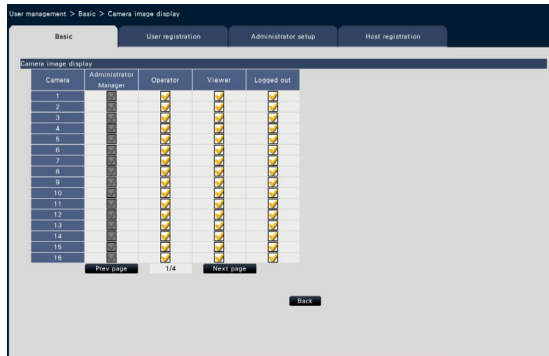 User management > Basic > Camera image display
Basic User registration Administrator setup Host registration
Camera image display
Camera Administrator Manager Operator Viewer Logged out
1
2
3
4
5
6
7
8
9
10
11
12
13
14
15
16
Prev page 1/4 Next page
Back